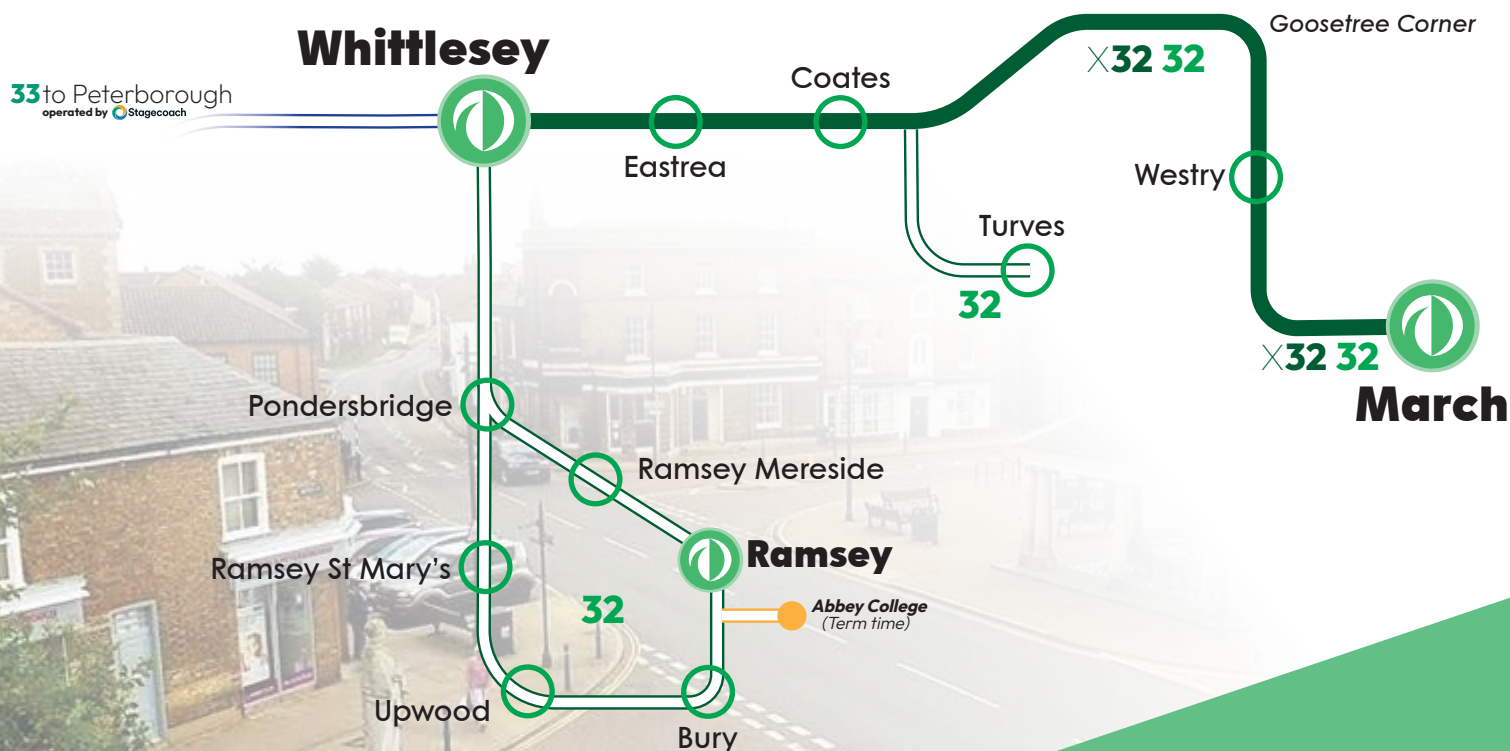 Goosetree Corner
Whittlesey
X32 32
Coates
33 to Peterborough
operated by Stagecoach
Eastrea
Westry
Turves
32
X32 32
March
Pondersbridge
Ramsey Mereside
Ramsey
Ramsey St Mary's
32
Abbey College
(Term time)
Upwood
Bury